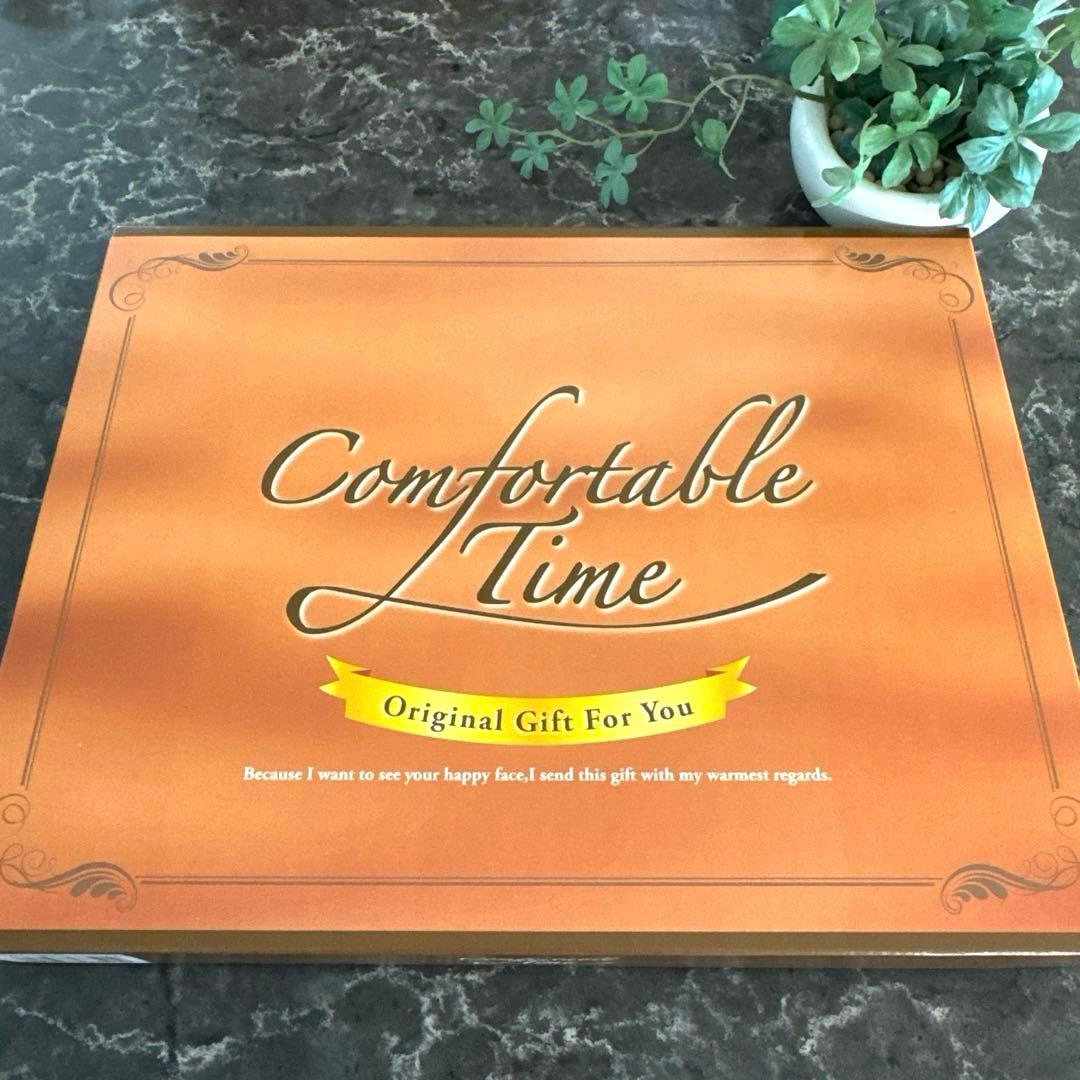 Comfortable
Time
Original Gift For You
Because I want to see your happy face,I send this gift with my warmest regards.